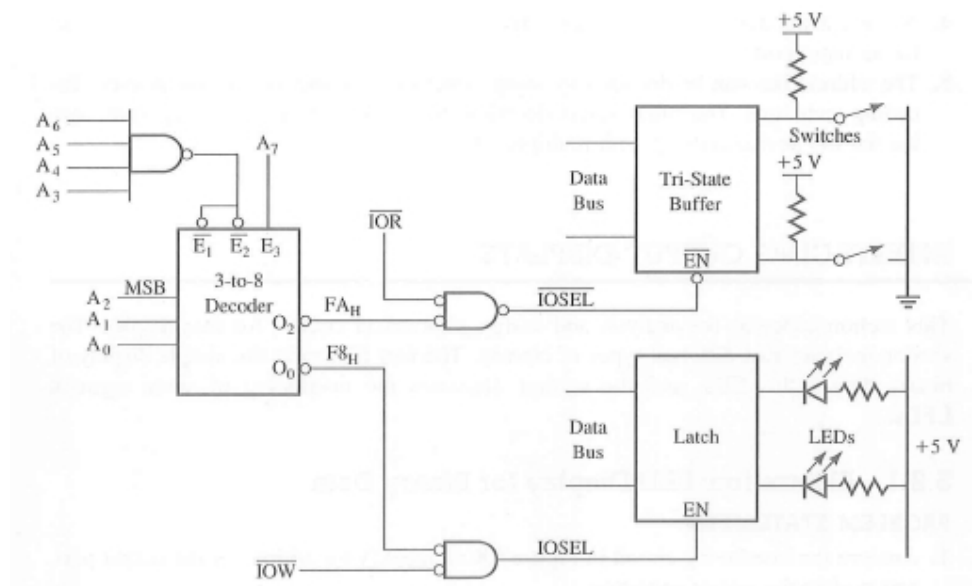 +5 V
A6
A5
A4
A3
A7
IOR
Switches
+5 V
Data
Bus
Tri-State
Buffer
E1 E2 E3
EN
3-to-8
Decoder
A2 MSB
A1
A0
O2 FAH
IOSEL
O0 F8H
Data
Bus
Latch
LEDs
+5 V
EN
IOSEL
IOW